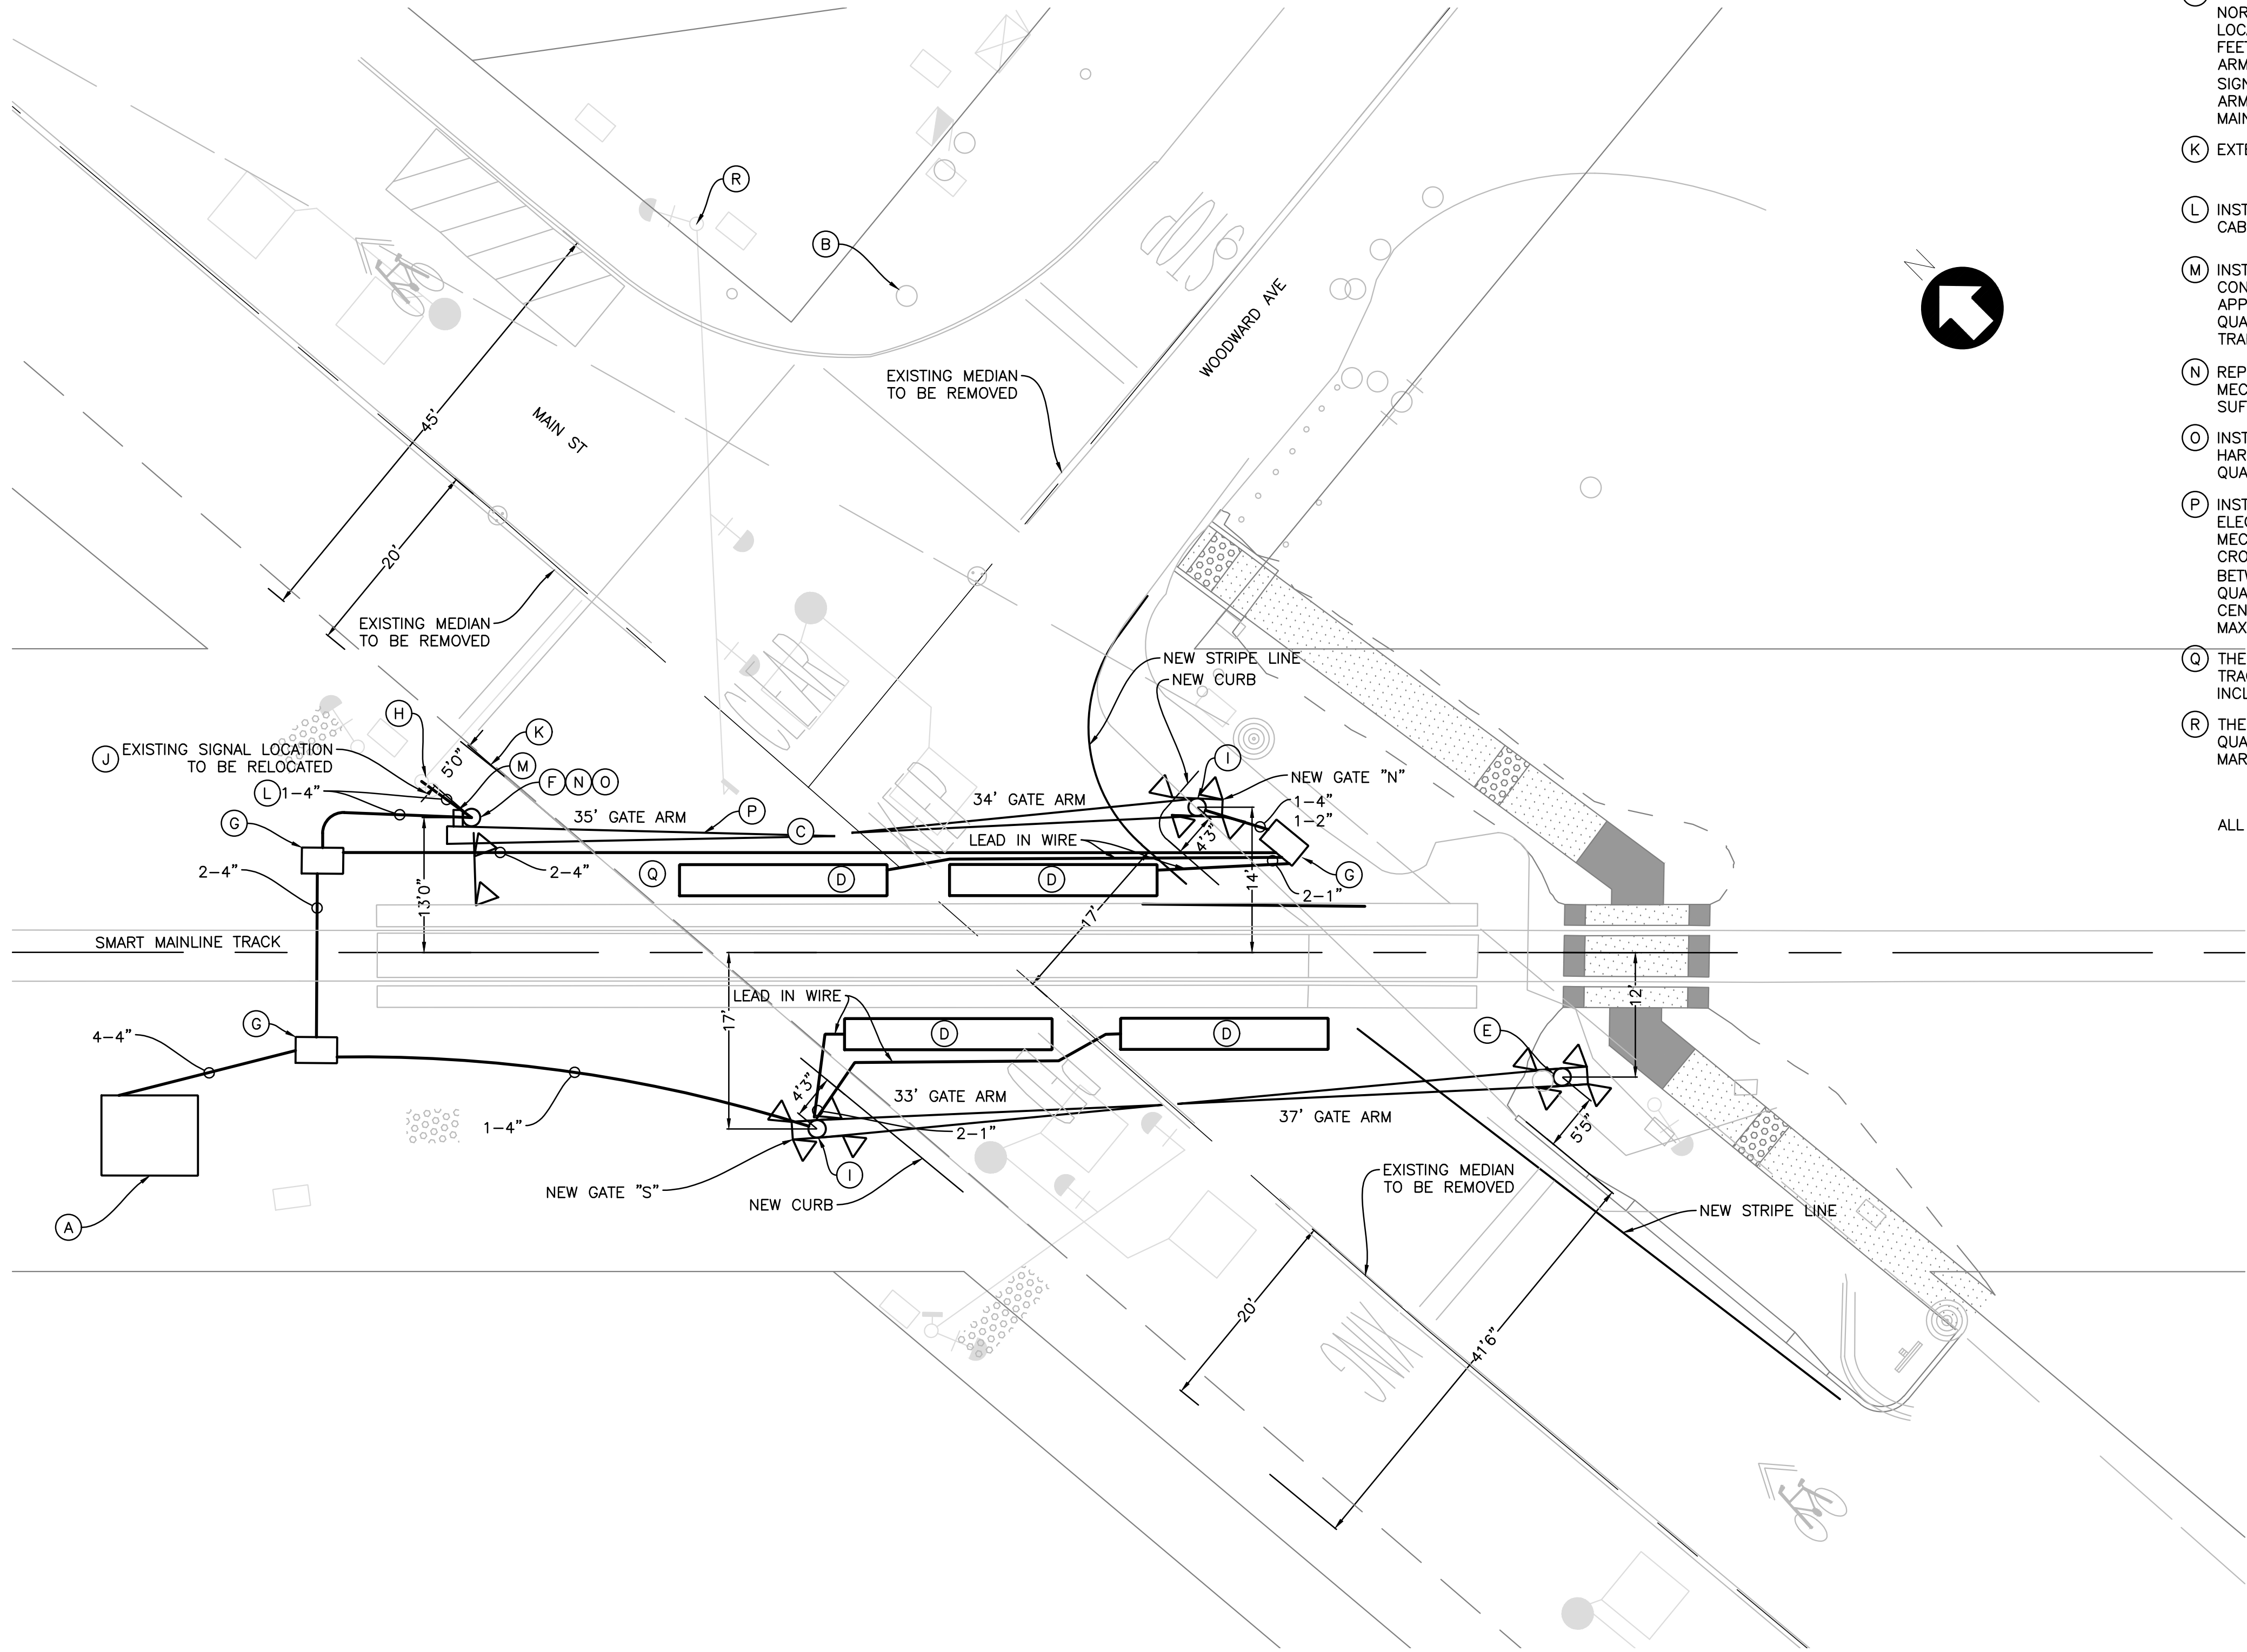 R
B
45'
MAIN ST
EXISTING MEDIAN
TO BE REMOVED
STOP
WOODWARD AVE
N
20'
EXISTING MEDIAN
TO BE REMOVED
KEEP
CLEAR
NEW STRIPE LINE
NEW CURB
H
K
J
EXISTING SIGNAL LOCATION
TO BE RELOCATED
5'0"
M
F
N
O
I
NEW GATE "N"
L
1-4"
G
35' GATE ARM
P
C
34' GATE ARM
1-4"
1-2"
4'3"
LEAD IN WIRE
2-4"
2-4"
Q
D
D
G
2-1"
13'0"
14'
17'
SMART MAINLINE TRACK
LEAD IN WIRE
17'
12'
G
4-4"
D
D
E
4'3"
33' GATE ARM
37' GATE ARM
1-4"
2-1"
5'5"
I
NEW GATE "S"
NEW CURB
A
EXISTING MEDIAN
TO BE REMOVED
NEW STRIPE LINE
20'
41'6"
NOR
LOC
FEET
ARM
SIGN
ARM
MAIN
K EXT
L INST
CAB
M INST
CON
APP
QUA
TRA
N REP
MEC
SUF
O INST
HAR
QUA
P INST
ELE
MEC
CRO
BET
QUA
CEN
MAX
Q THE
TRA
INCL
R THE
QUA
MAR
ALL